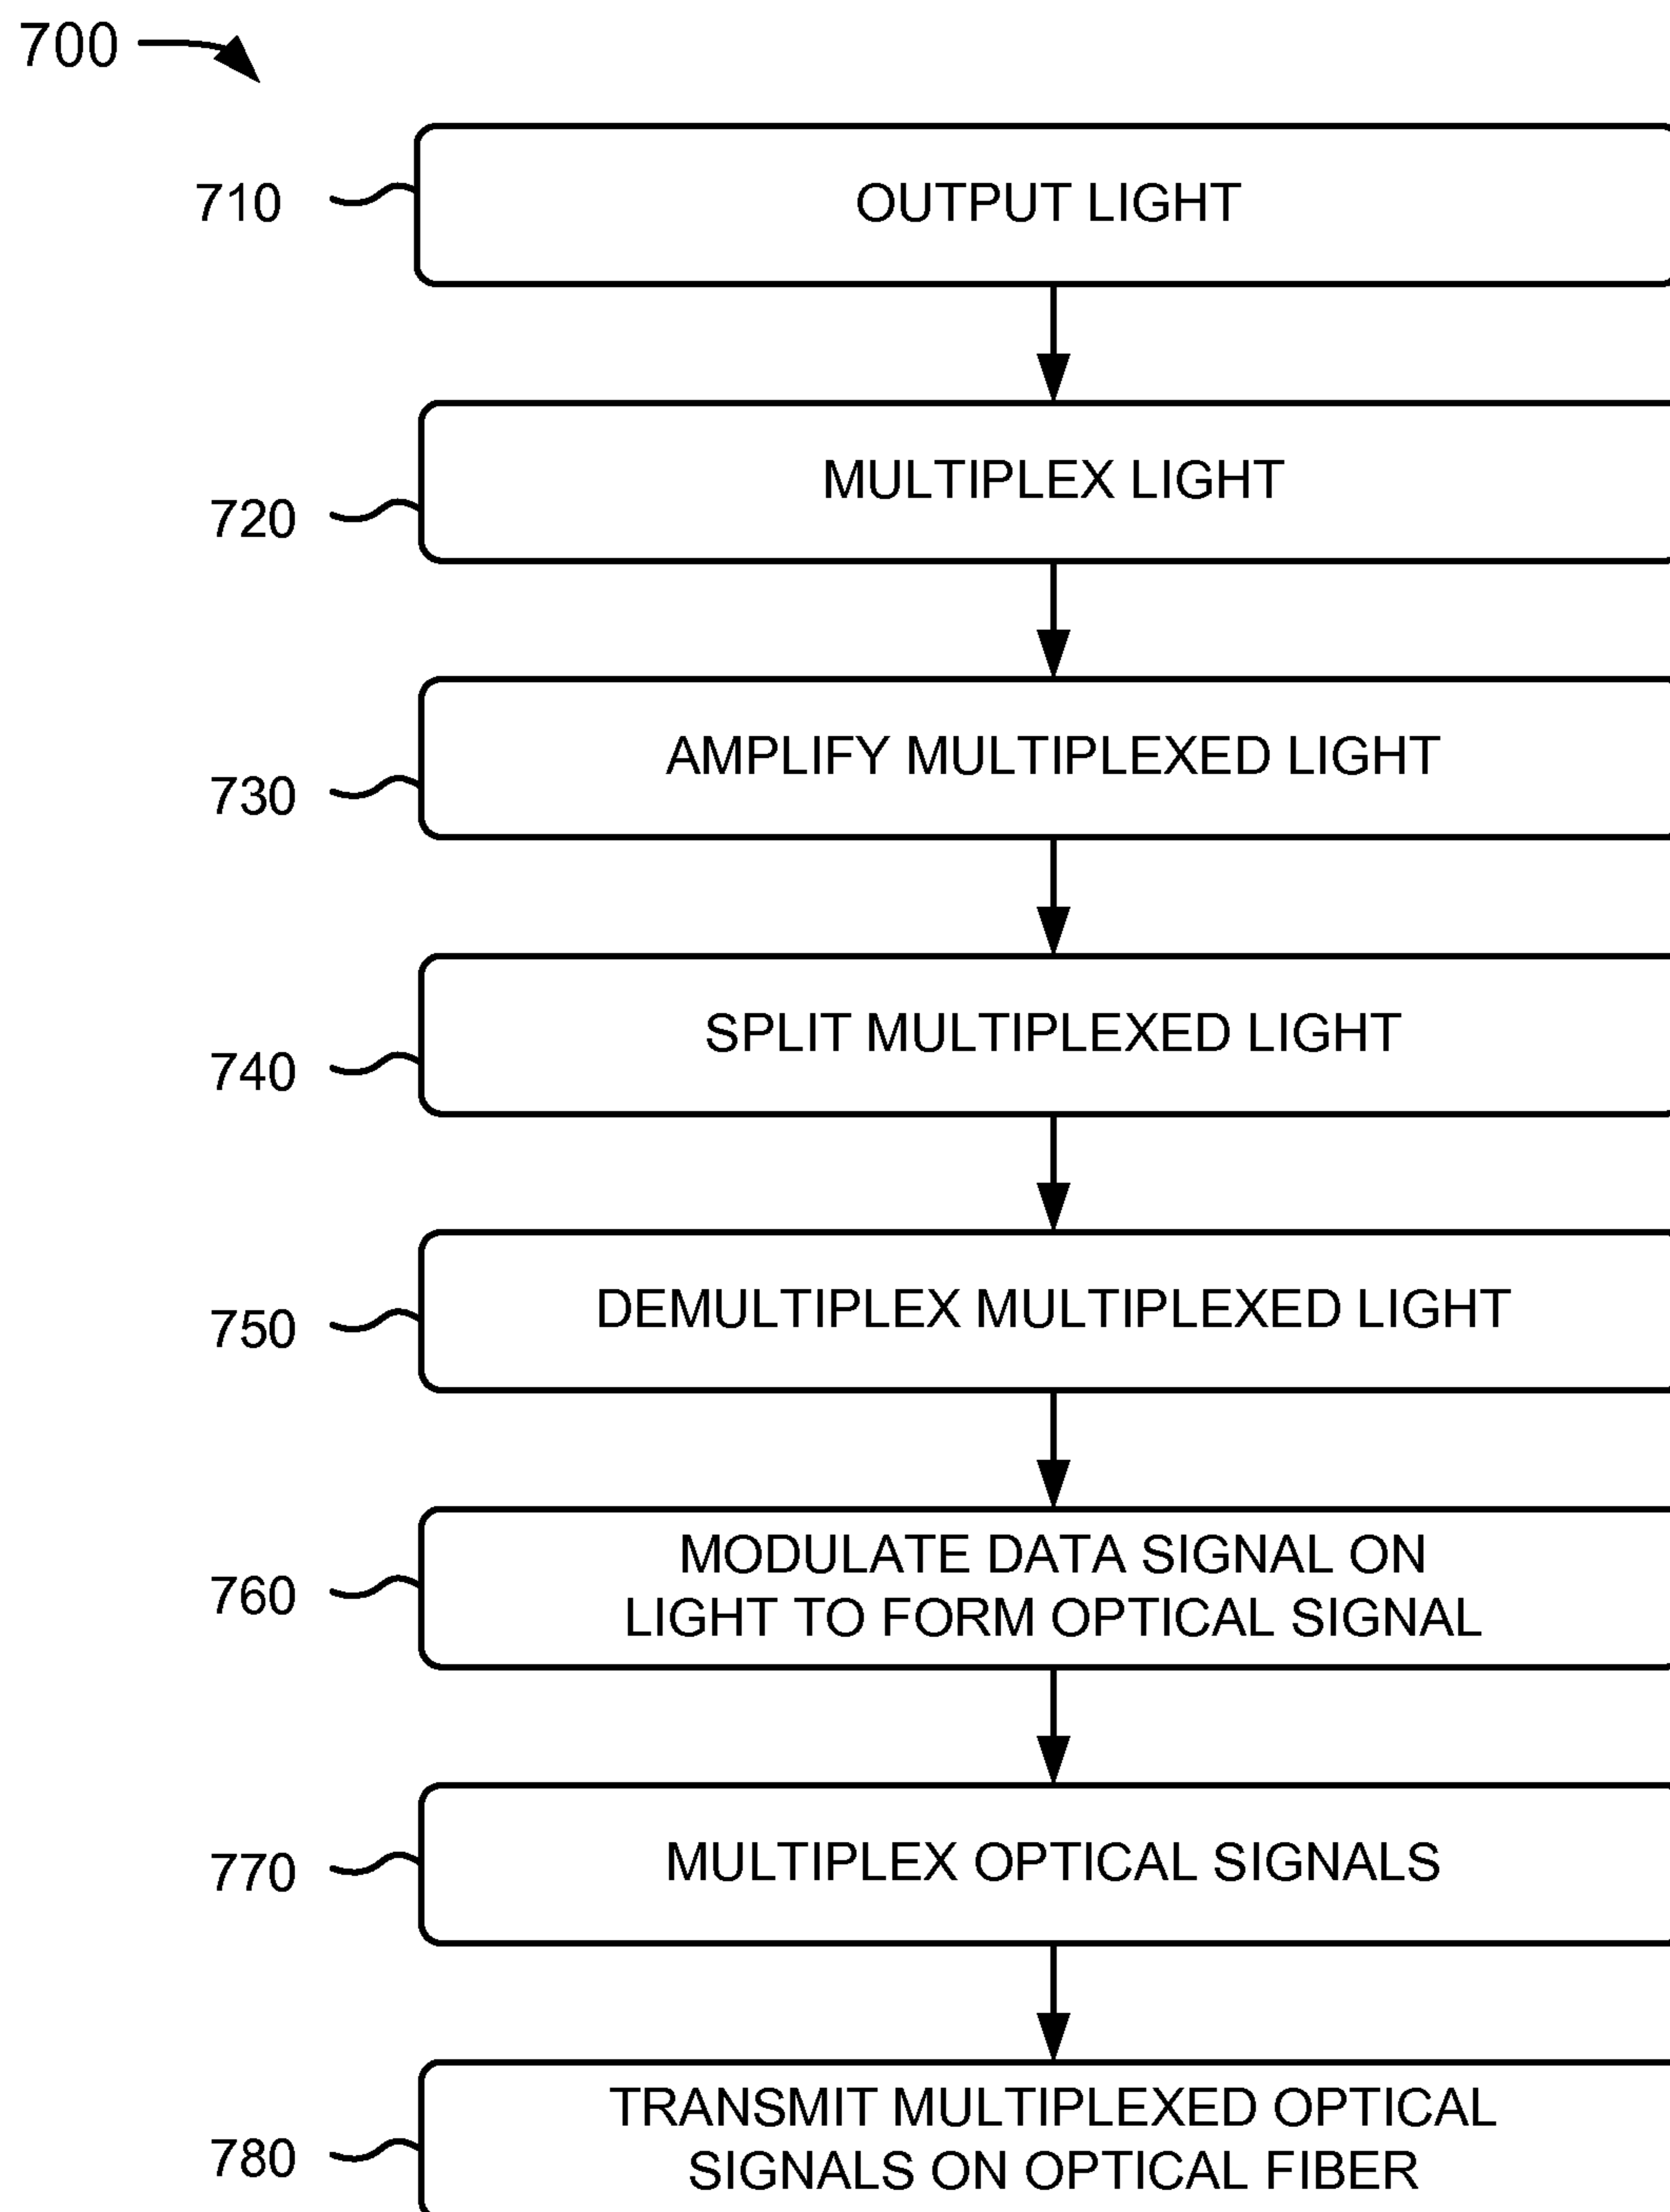 700
710
OUTPUT LIGHT
720
MULTIPLEX LIGHT
730
AMPLIFY MULTIPLEXED LIGHT
740
SPLIT MULTIPLEXED LIGHT
750
DEMULTIPLEX MULTIPLEXED LIGHT
760
MODULATE DATA SIGNAL ON
LIGHT TO FORM OPTICAL SIGNAL
770
MULTIPLEX OPTICAL SIGNALS
780
TRANSMIT MULTIPLEXED OPTICAL
SIGNALS ON OPTICAL FIBER